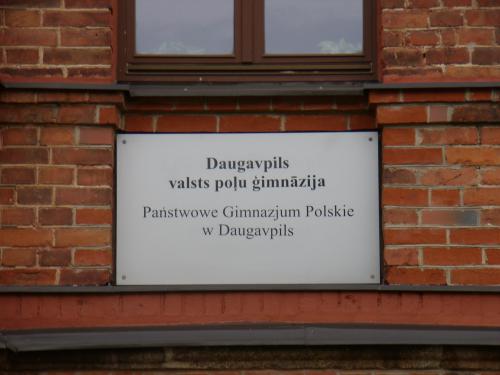 Daugavpils
valsts poļu ģimnāzija
Państwowe Gimnazjum Polskie
w Daugavpils